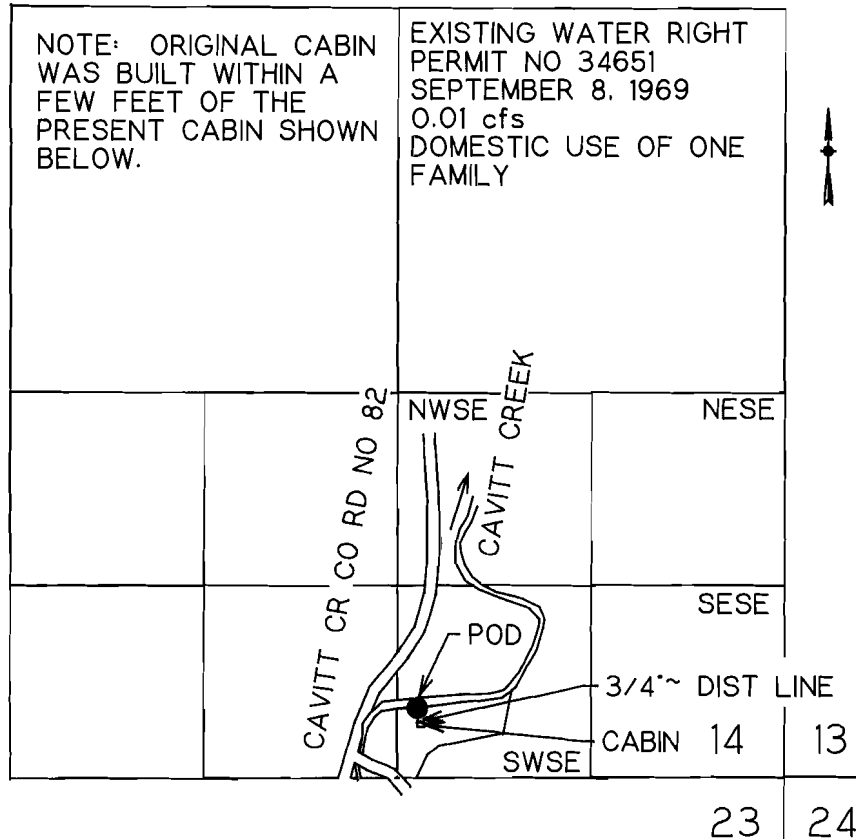 NOTE: ORIGINAL CABIN
WAS BUILT WITHIN A
FEW FEET OF THE
PRESENT CABIN SHOWN
BELOW.
EXISTING WATER RIGHT
PERMIT NO 34651
SEPTEMBER 8, 1969
0.01 cfs
DOMESTIC USE OF ONE
FAMILY
CAVITT CR CO RD NO 82
NWSE
CAVITT CREEK
NESE
SESE
POD
3/4"~ DIST LINE
CABIN
14
13
SWSE
23
24